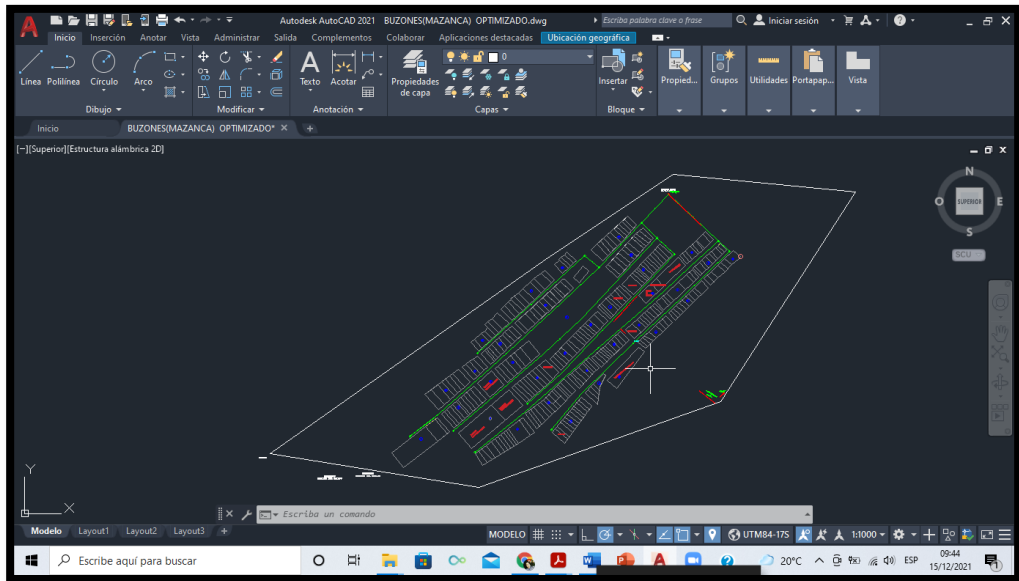 Autodesk AutoCAD 2021 BUZONES(MAZANCA) OPTIMIZADO.dwg Escriba palabra clave o frase Iniciar sesión
Inicio Inserción Anotar Vista Administrar Salida Complementos Colaborar Aplicaciones destacadas Ubicación geográfica
0
Línea Polilínea Círculo Arco Texto Acotar Propiedades de capa Insertar Propied... Grupos Utilidades Portapap... Vista
Dibujo Modificar Anotación Capas Bloque
Inicio BUZONES(MAZANCA) OPTIMIZADO*
[−][Superior][Estructura alámbrica 2D]
N
O SUPERIOR E
S
SCU
Y
X
Escriba un comando
Modelo Layout1 Layout2 Layout3 + MODELO UTM84-17S 1:1000
Escribe aquí para buscar 20°C ESP 09:44
15/12/2021